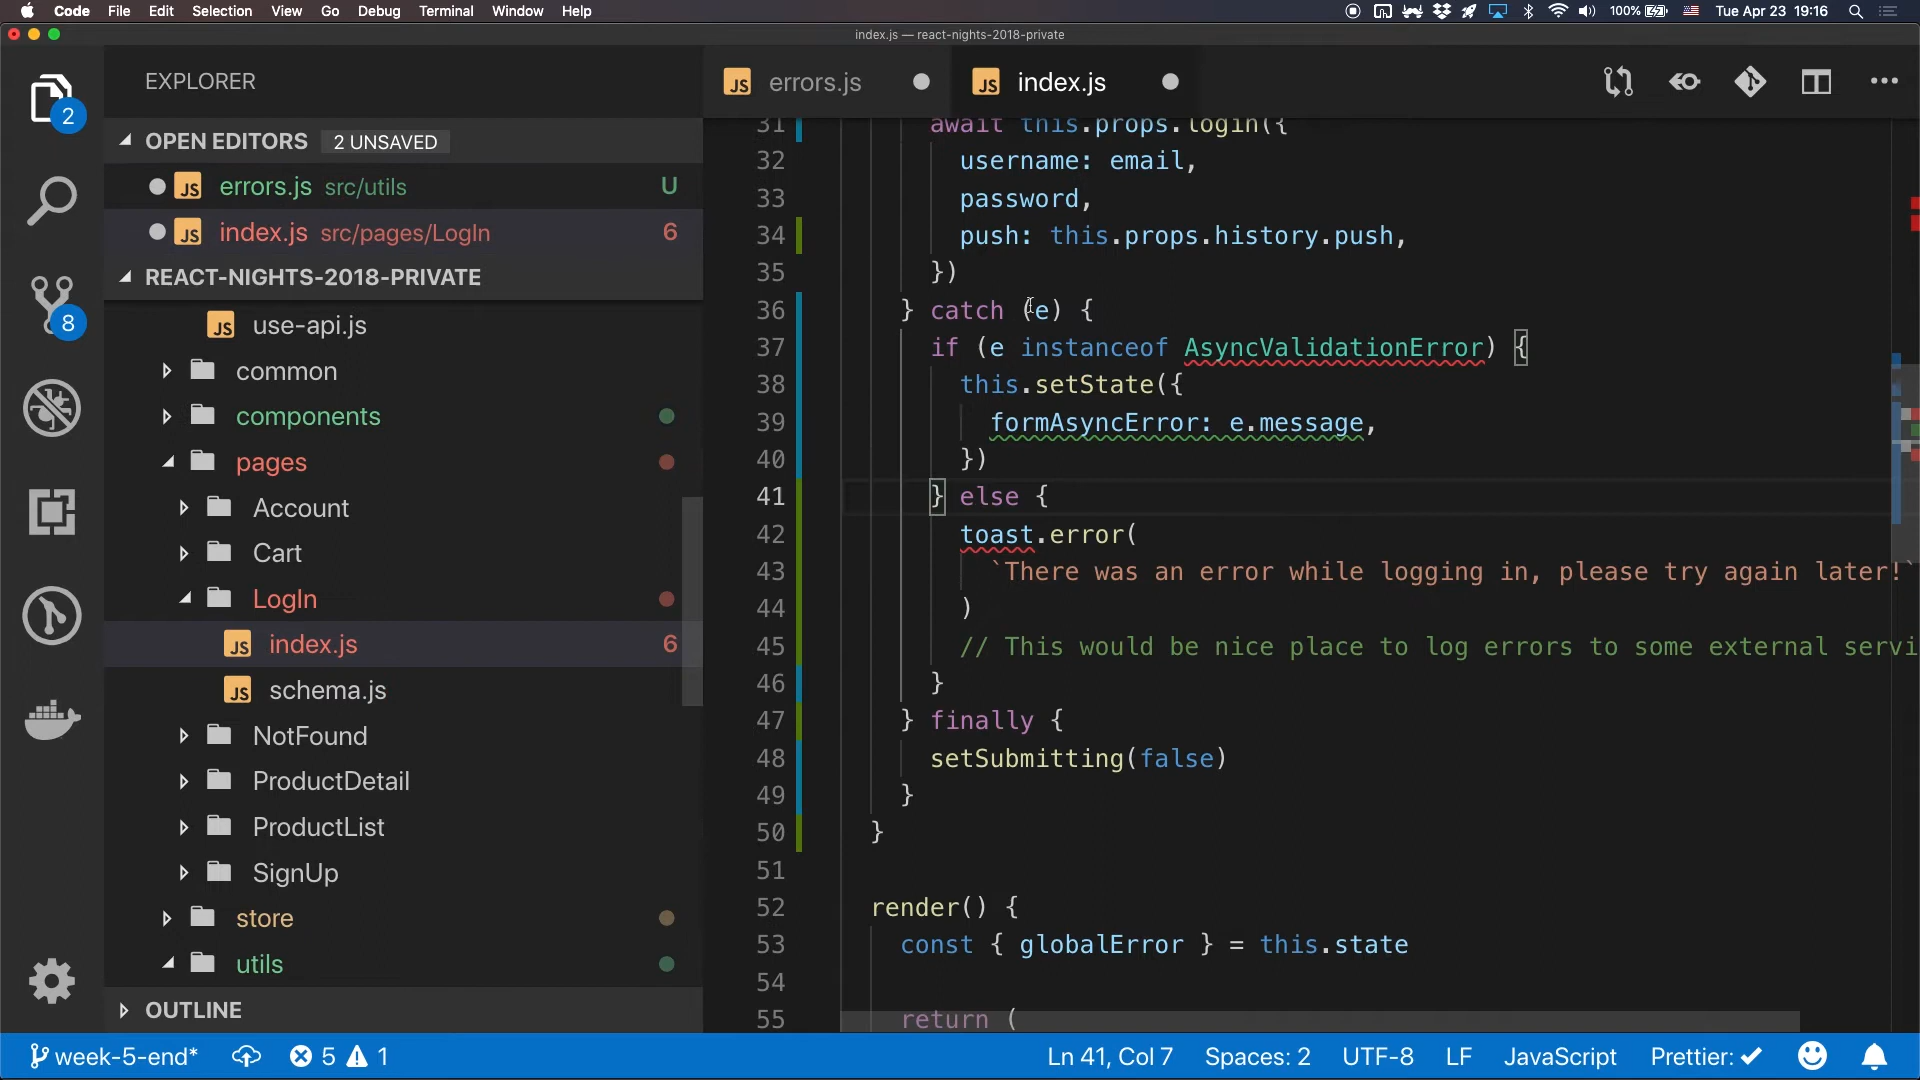 Code File Edit Selection View Go Debug Terminal Window Help
100% Tue Apr 23 19:16
index.js — react-nights-2018-private
EXPLORER
2
OPEN EDITORS 2 UNSAVED
JS errors.js src/utils U
JS index.js src/pages/LogIn 6
REACT-NIGHTS-2018-PRIVATE
8
JS use-api.js
common
components
pages
Account
Cart
LogIn
JS index.js 6
JS schema.js
NotFound
ProductDetail
ProductList
SignUp
store
utils
OUTLINE
JS errors.js
JS index.js
31 await this.props.login({
32 username: email,
33 password,
34 push: this.props.history.push,
35 })
36 } catch (e) {
37 if (e instanceof AsyncValidationError) {
38 this.setState({
39 formAsyncError: e.message,
40 })
41 } else {
42 toast.error(
43 `There was an error while logging in, please try again later!`
44 )
45 // This would be nice place to log errors to some external servi
46 }
47 } finally {
48 setSubmitting(false)
49 }
50 }
51
52 render() {
53 const { globalError } = this.state
54
55 return (
week-5-end* 5 1
Ln 41, Col 7 Spaces: 2 UTF-8 LF JavaScript Prettier: ✓